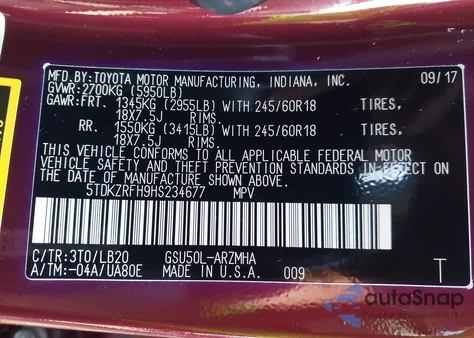 MFD.BY:TOYOTA MOTOR MANUFACTURING, INDIANA, INC. 09/17
GVWR:2700KG (5950LB)
GAWR:FRT. 1345KG (2955LB) WITH 245/60R18 TIRES,
18X7.5J RIMS.
RR. 1550KG (3415LB) WITH 245/60R18 TIRES,
18X7.5J RIMS.
THIS VEHICLE CONFORMS TO ALL APPLICABLE FEDERAL MOTOR
VEHICLE SAFETY AND THEFT PREVENTION STANDARDS IN EFFECT ON
THE DATE OF MANUFACTURE SHOWN ABOVE.
5TDKZRFH9HS234677 MPV
C/TR:3T0/LB20 GSU50L-ARZMHA
A/TM:-04A/UA80E MADE IN U.S.A. 009 T
autoSnap